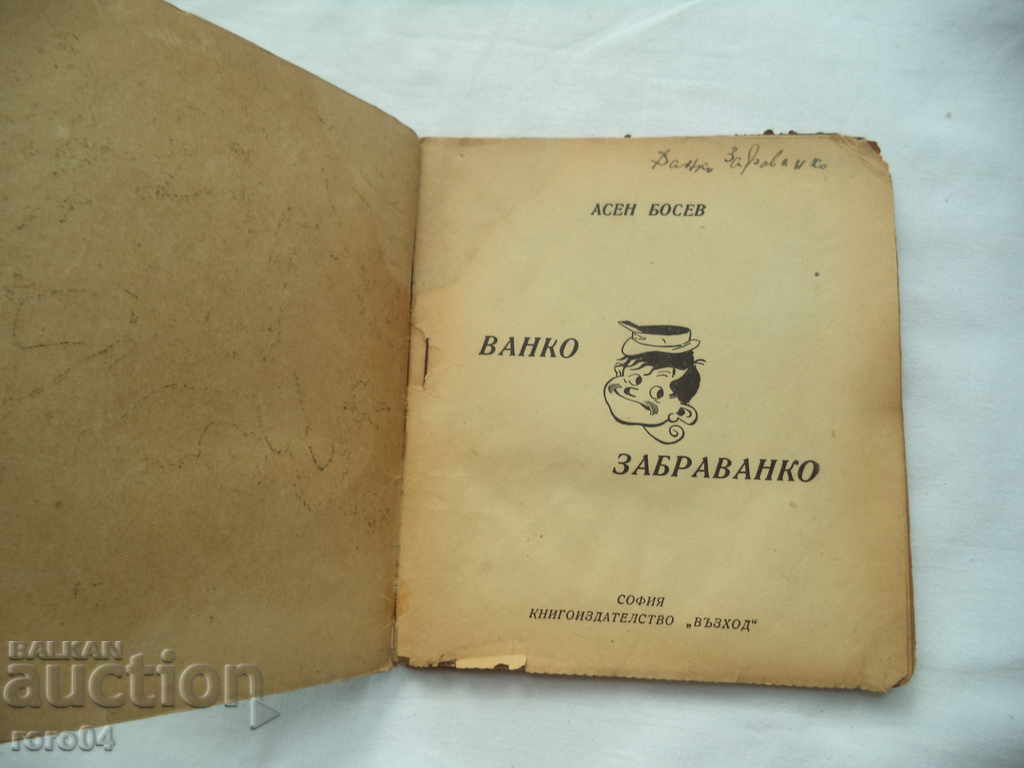 Ванко Забраванко
АСЕН БОСЕВ
ВАНКО
ЗАБРАВАНКО
СОФИЯ
КНИГОИЗДАТЕЛСТВО „ВЪЗХОД“
BALKAN
auction
roro04